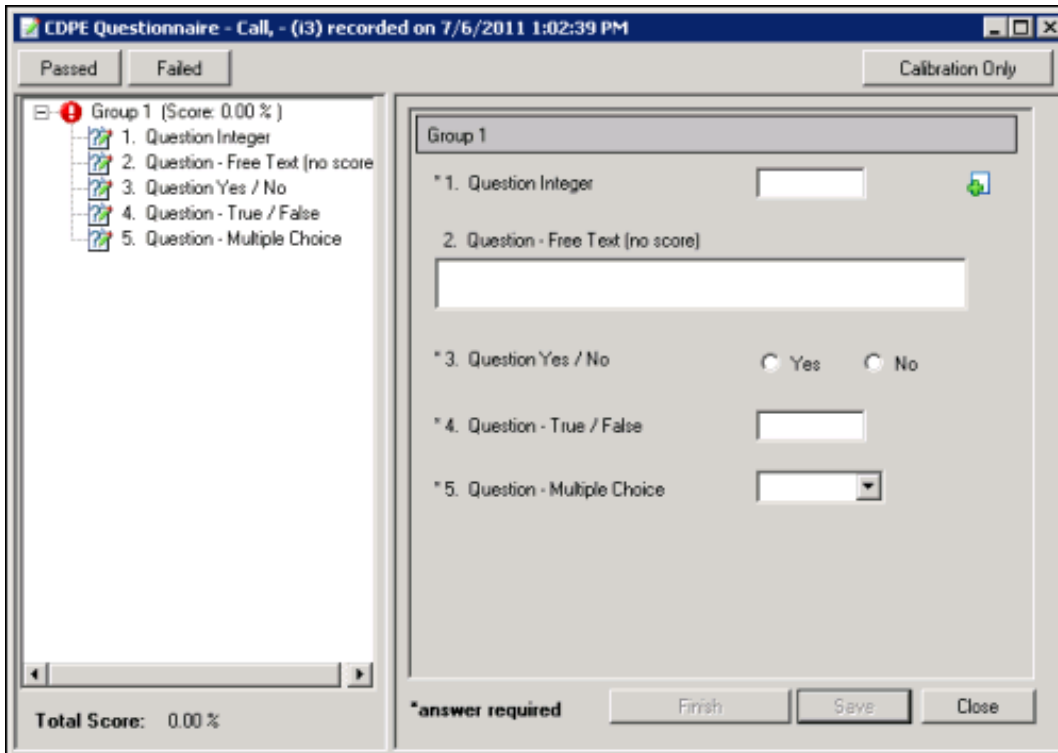 CDPE Questionnaire - Call, - (i3) recorded on 7/6/2011 1:02:39 PM
Passed Failed Calibration Only
Group 1 (Score: 0.00 % )
1. Question Integer
2. Question - Free Text (no score
3. Question Yes / No
4. Question - True / False
5. Question - Multiple Choice
Total Score: 0.00 %
Group 1
* 1. Question Integer
2. Question - Free Text (no score)
* 3. Question Yes / No Yes No
* 4. Question - True / False
* 5. Question - Multiple Choice
*answer required Finish Save Close